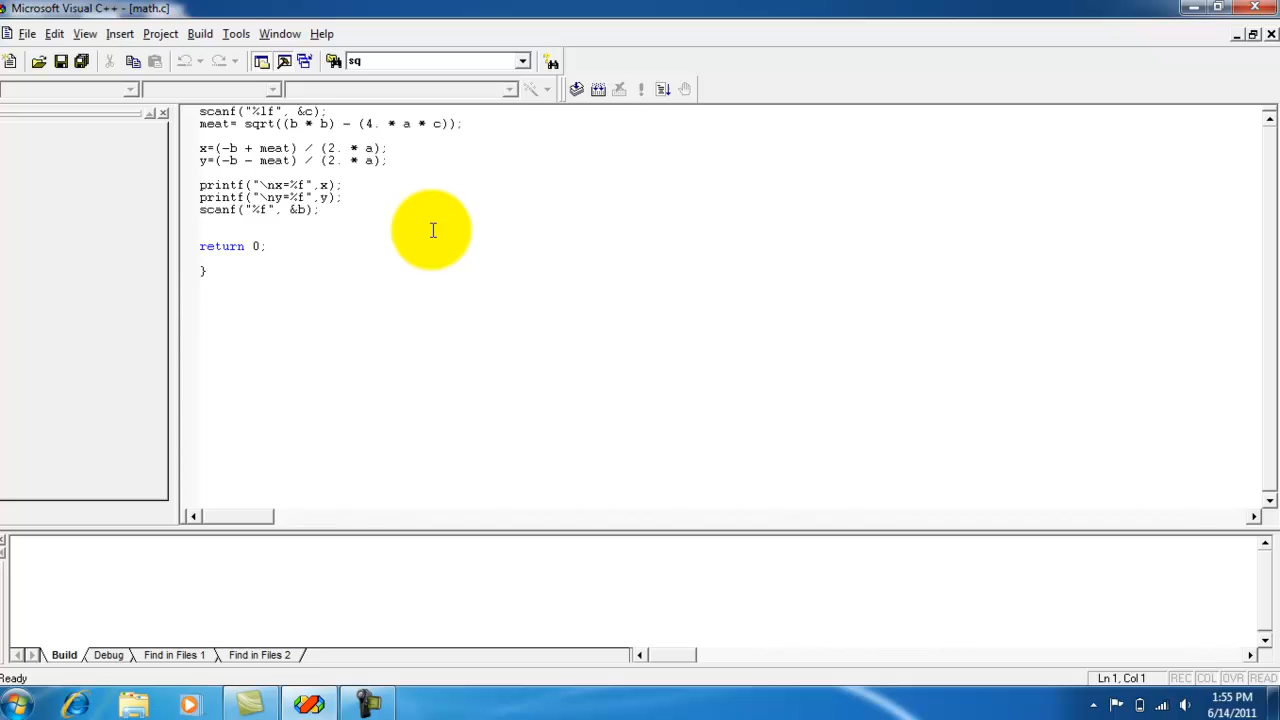 Microsoft Visual C++ - [math.c]
File Edit View Insert Project Build Tools Window Help
sq
scanf("%lf", &c);
meat= sqrt((b * b) - (4. * a * c));
x=(-b + meat) / (2. * a);
y=(-b - meat) / (2. * a);
printf("\nx=%f",x);
printf("\ny=%f",y);
scanf("%f", &b);
return 0;
}
Build Debug Find in Files 1 Find in Files 2
Ready Ln 1, Col 1 REC COL OVR READ
1:55 PM
6/14/2011